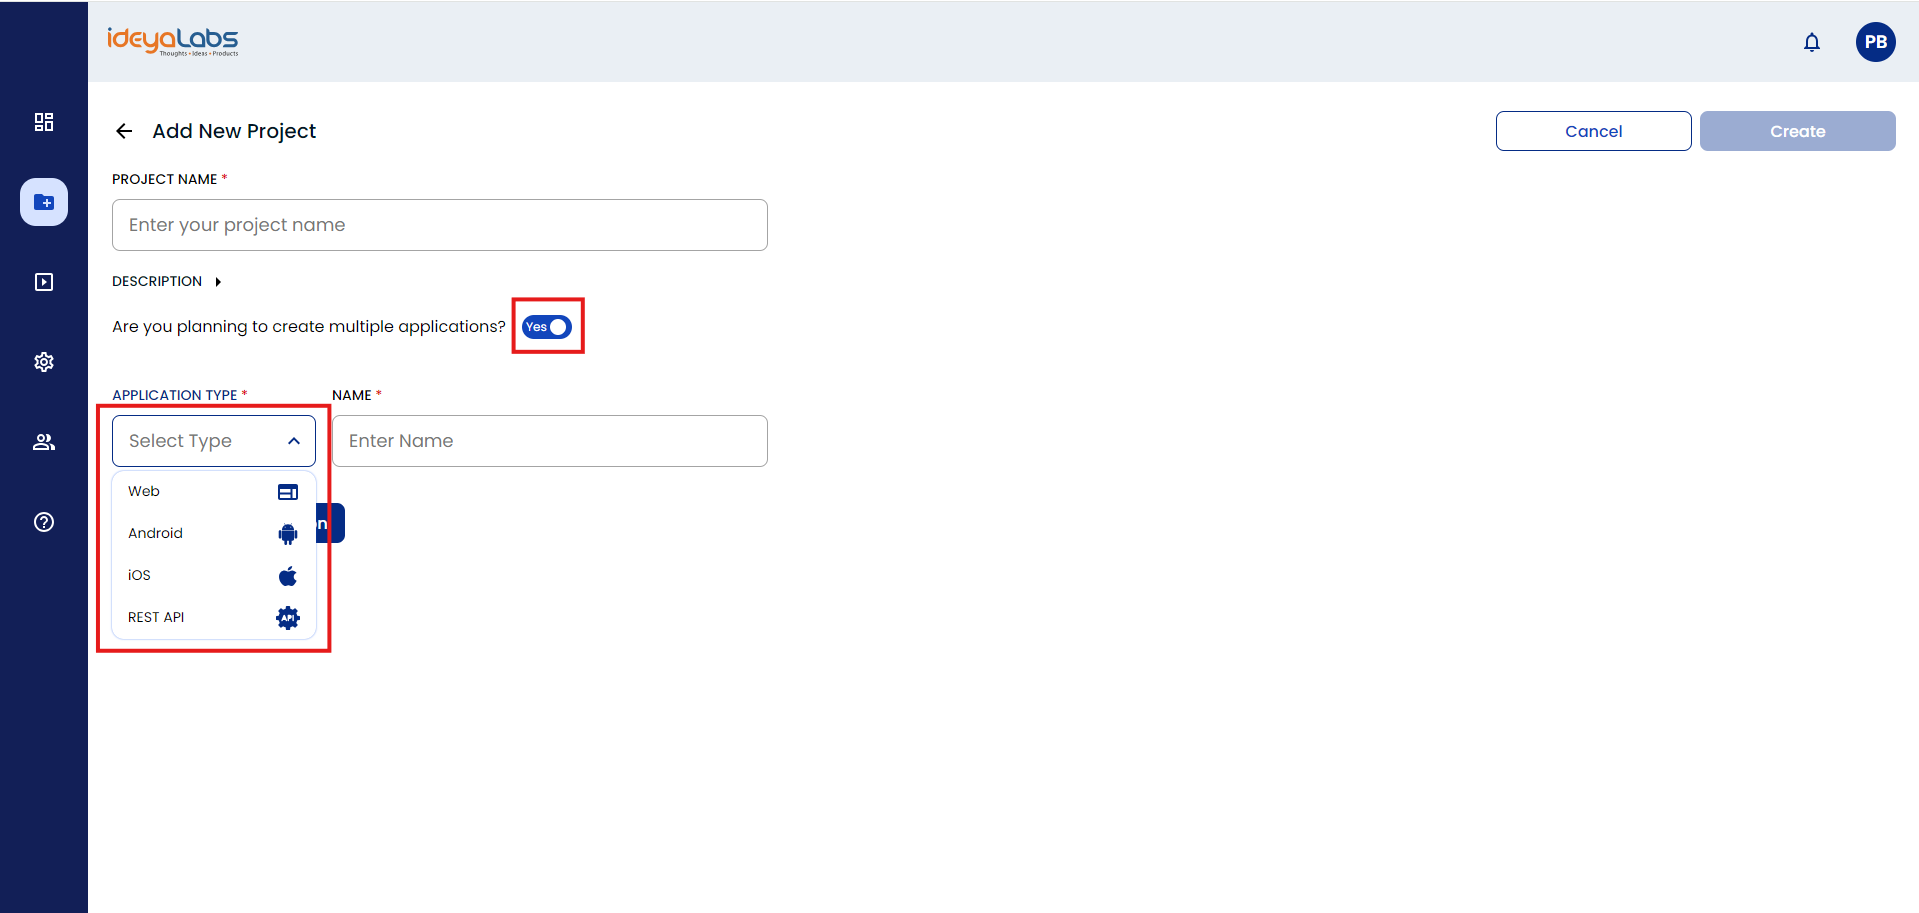 ideyaLabs
Thoughts • Ideas • Products
PB
Add New Project
Cancel
Create
PROJECT NAME *
Enter your project name
DESCRIPTION
Are you planning to create multiple applications?
Yes
APPLICATION TYPE *
NAME *
Select Type
Enter Name
Web
Android
on
iOS
REST API
API